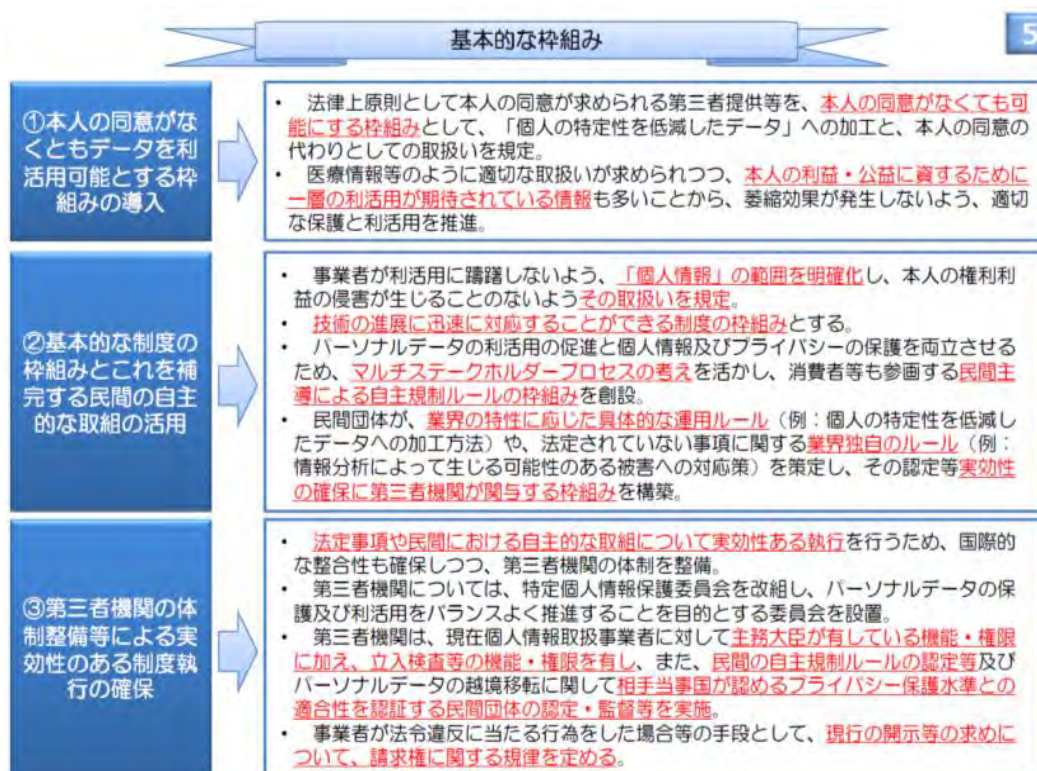 基本的な枠組み
5
①本人の同意がな
くともデータを利
活用可能とする枠
組みの導入
・ 法律上原則として本人の同意が求められる第三者提供等を、本人の同意がなくても可
能にする枠組みとして、「個人の特定性を低減したデータ」への加工と、本人の同意の
代わりとしての取扱いを規定。
・ 医療情報等のように適切な取扱いが求められつつ、本人の利益・公益に資するために
一層の利活用が期待されている情報も多いことから、萎縮効果が発生しないよう、適切
な保護と利活用を推進。
②基本的な制度の
枠組みとこれを補
完する民間の自主
的な取組の活用
・ 事業者が利活用に躊躇しないよう、「個人情報」の範囲を明確化し、本人の権利利
益の侵害が生じることのないようその取扱いを規定。
・ 技術の進展に迅速に対応することができる制度の枠組みとする。
・ パーソナルデータの利活用の促進と個人情報及びプライバシーの保護を両立させる
ため、マルチステークホルダープロセスの考えを活かし、消費者等も参画する民間主
導による自主規制ルールの枠組みを創設。
・ 民間団体が、業界の特性に応じた具体的な運用ルール（例：個人の特定性を低減し
たデータへの加工方法）や、法定されていない事項に関する業界独自のルール（例：
情報分析によって生じる可能性のある被害への対応策）を策定し、その認定等実効性
の確保に第三者機関が関与する枠組みを構築。
③第三者機関の体
制整備等による実
効性のある制度執
行の確保
・ 法定事項や民間における自主的な取組について実効性ある執行を行うため、国際的
な整合性も確保しつつ、第三者機関の体制を整備。
・ 第三者機関については、特定個人情報保護委員会を改組し、パーソナルデータの保
護及び利活用をバランスよく推進することを目的とする委員会を設置。
・ 第三者機関は、現在個人情報取扱事業者に対して主務大臣が有している機能・権限
に加え、立入検査等の機能・権限を有し、また、民間の自主規制ルールの認定等及び
パーソナルデータの越境移転に関して相手当事国が認めるプライバシー保護水準との
適合性を認証する民間団体の認定・監督等を実施。
・ 事業者が法令違反に当たる行為をした場合等の手段として、現行の開示等の求めに
ついて、請求権に関する規律を定める。